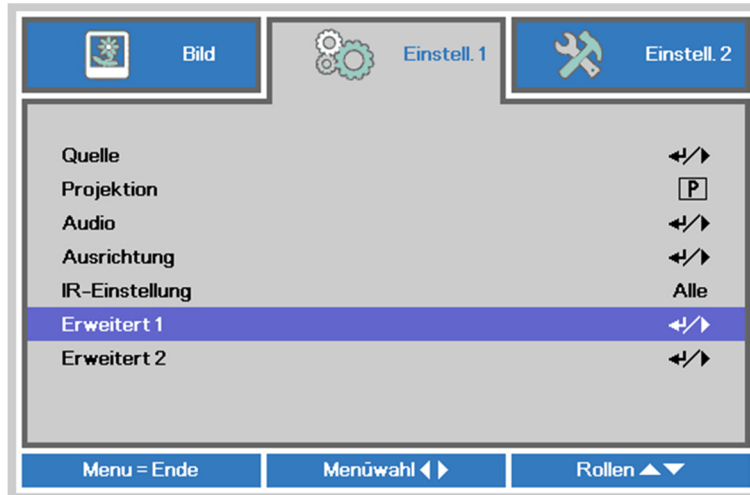 Bild
Einstell. 1
Einstell. 2
Quelle
Projektion P
Audio
Ausrichtung
IR-Einstellung Alle
Erweitert 1
Erweitert 2
Menu = Ende
Menūwahl
Rollen